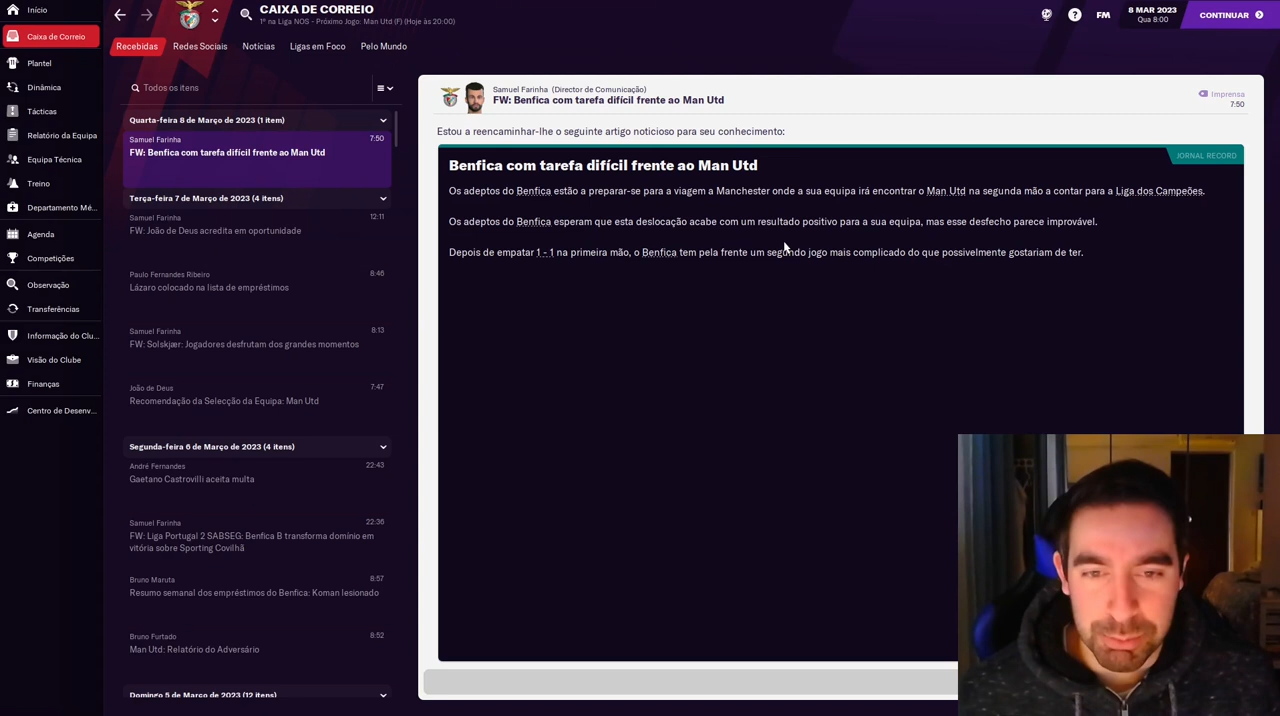 Início
Caixa de Correio
Plantel
Dinâmica
Tácticas
Relatório da Equipa
Equipa Técnica
Treino
Departamento Mé...
Agenda
Competições
Observação
Transferências
Informação do Clu...
Visão do Clube
Finanças
Centro de Desenv...
CAIXA DE CORREIO
1º na Liga NOS - Próximo Jogo: Man Utd (F) (Hoje às 20:00)
FM
8 MAR 2023
Qua 8:00
CONTINUAR
Recebidas
Redes Sociais
Notícias
Ligas em Foco
Pelo Mundo
Todos os itens
Quarta-feira 8 de Março de 2023 (1 item)
Samuel Farinha 7:50
FW: Benfica com tarefa difícil frente ao Man Utd
Terça-feira 7 de Março de 2023 (4 itens)
Samuel Farinha 12:11
FW: João de Deus acredita em oportunidade
Paulo Fernandes Ribeiro 8:46
Lázaro colocado na lista de empréstimos
Samuel Farinha 8:13
FW: Solskjær: Jogadores desfrutam dos grandes momentos
João de Deus 7:47
Recomendação da Selecção da Equipa: Man Utd
Segunda-feira 6 de Março de 2023 (4 itens)
André Fernandes 22:43
Gaetano Castrovilli aceita multa
Samuel Farinha 22:36
FW: Liga Portugal 2 SABSEG: Benfica B transforma domínio em
vitória sobre Sporting Covilhã
Bruno Maruta 8:57
Resumo semanal dos empréstimos do Benfica: Koman lesionado
Bruno Furtado 8:52
Man Utd: Relatório do Adversário
Domingo 5 de Março de 2023 (12 itens)
Samuel Farinha (Director de Comunicação)
FW: Benfica com tarefa difícil frente ao Man Utd
Imprensa
7:50
Estou a reencaminhar-lhe o seguinte artigo noticioso para seu conhecimento:
JORNAL RECORD
Benfica com tarefa difícil frente ao Man Utd
Os adeptos do Benfica estão a preparar-se para a viagem a Manchester onde a sua equipa irá encontrar o Man Utd na segunda mão a contar para a Liga dos Campeões.
Os adeptos do Benfica esperam que esta deslocação acabe com um resultado positivo para a sua equipa, mas esse desfecho parece improvável.
Depois de empatar 1 - 1 na primeira mão, o Benfica tem pela frente um segundo jogo mais complicado do que possivelmente gostariam de ter.